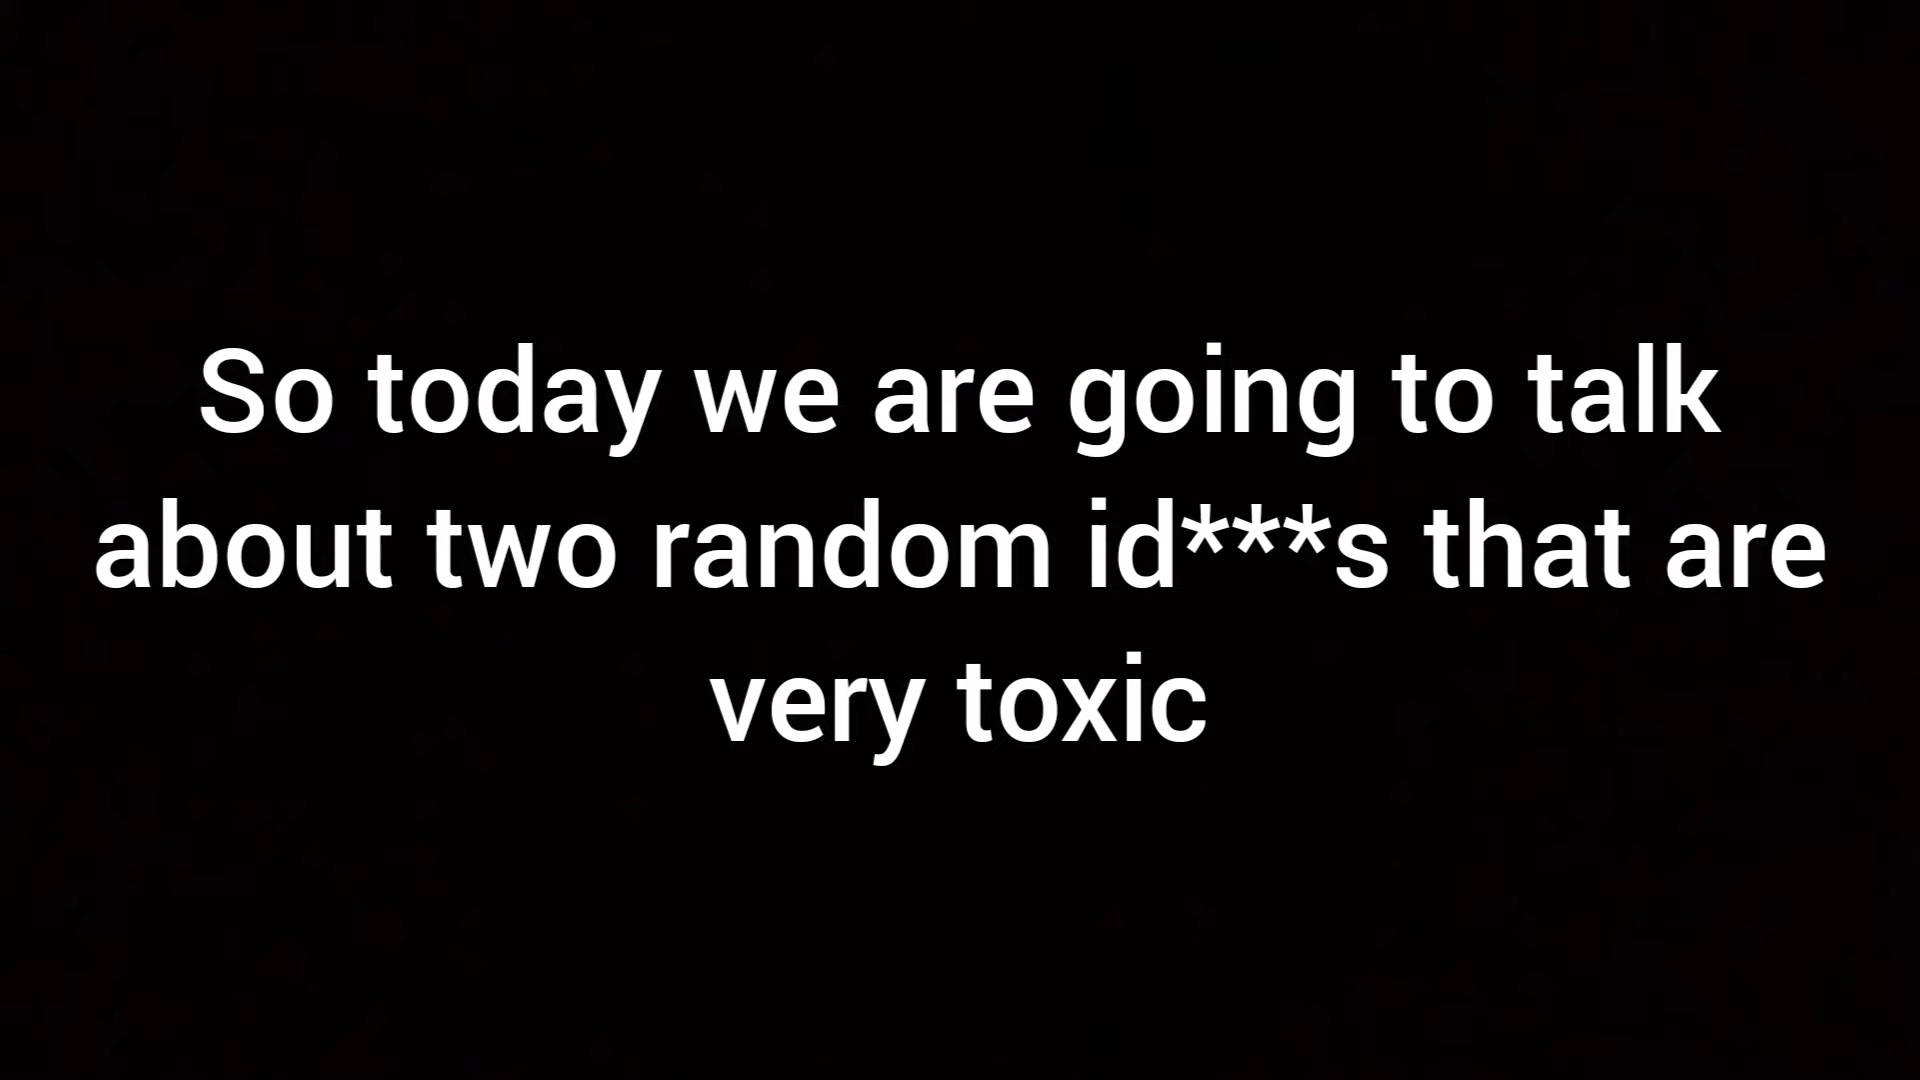 So today we are going to talk
about two random id***s that are
very toxic